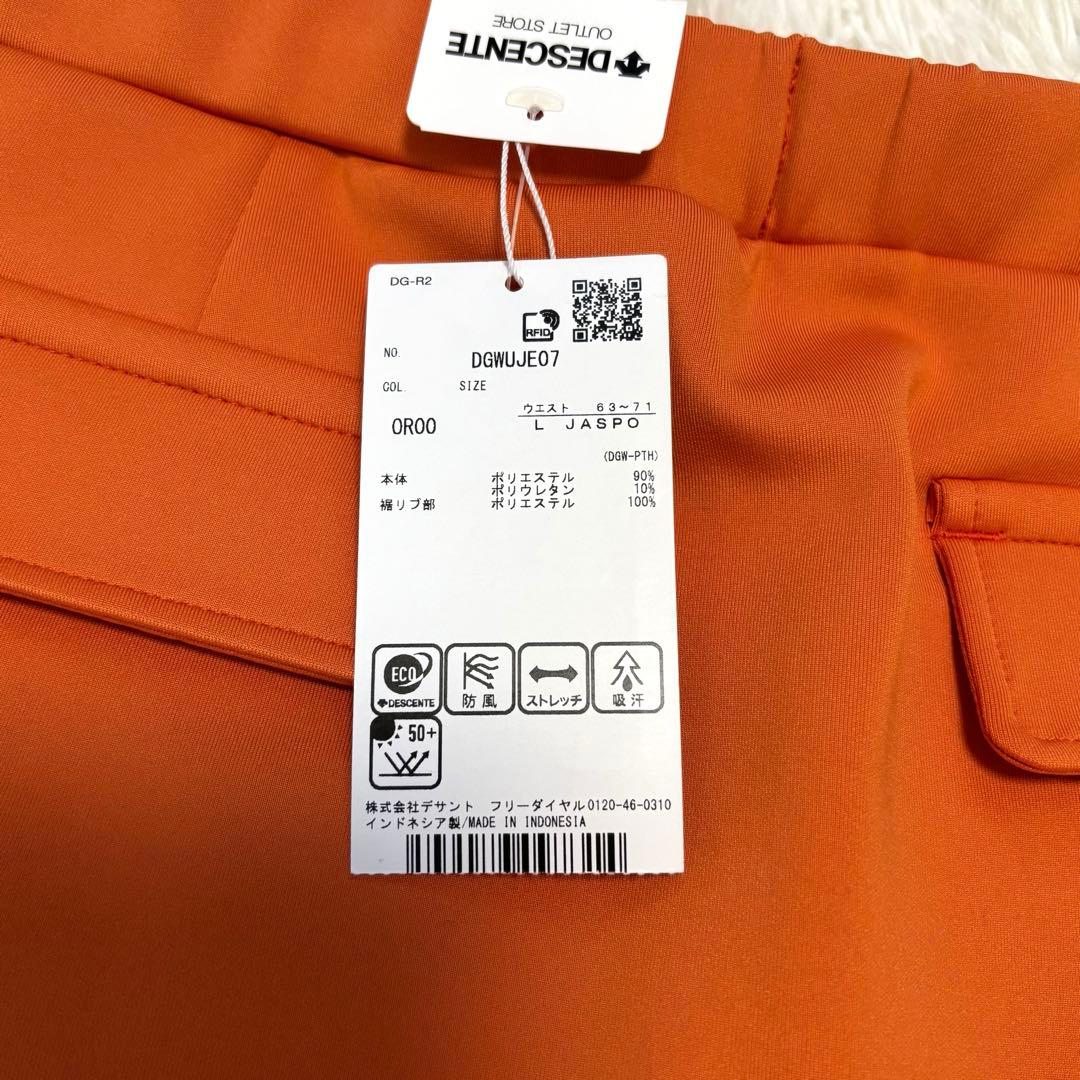 DESCENTE
OUTLET STORE
DG-R2
RFID
NO. DGWUJE07
COL. SIZE
ウエスト 63~71
OR00 L JASPO
(DGW-PTH)
本体 ポリエステル 90%
ポリウレタン 10%
裾リブ部 ポリエステル 100%
ECO
DESCENTE
防風
ストレッチ
吸汗
50+
株式会社デサント フリーダイヤル0120-46-0310
インドネシア製/MADE IN INDONESIA